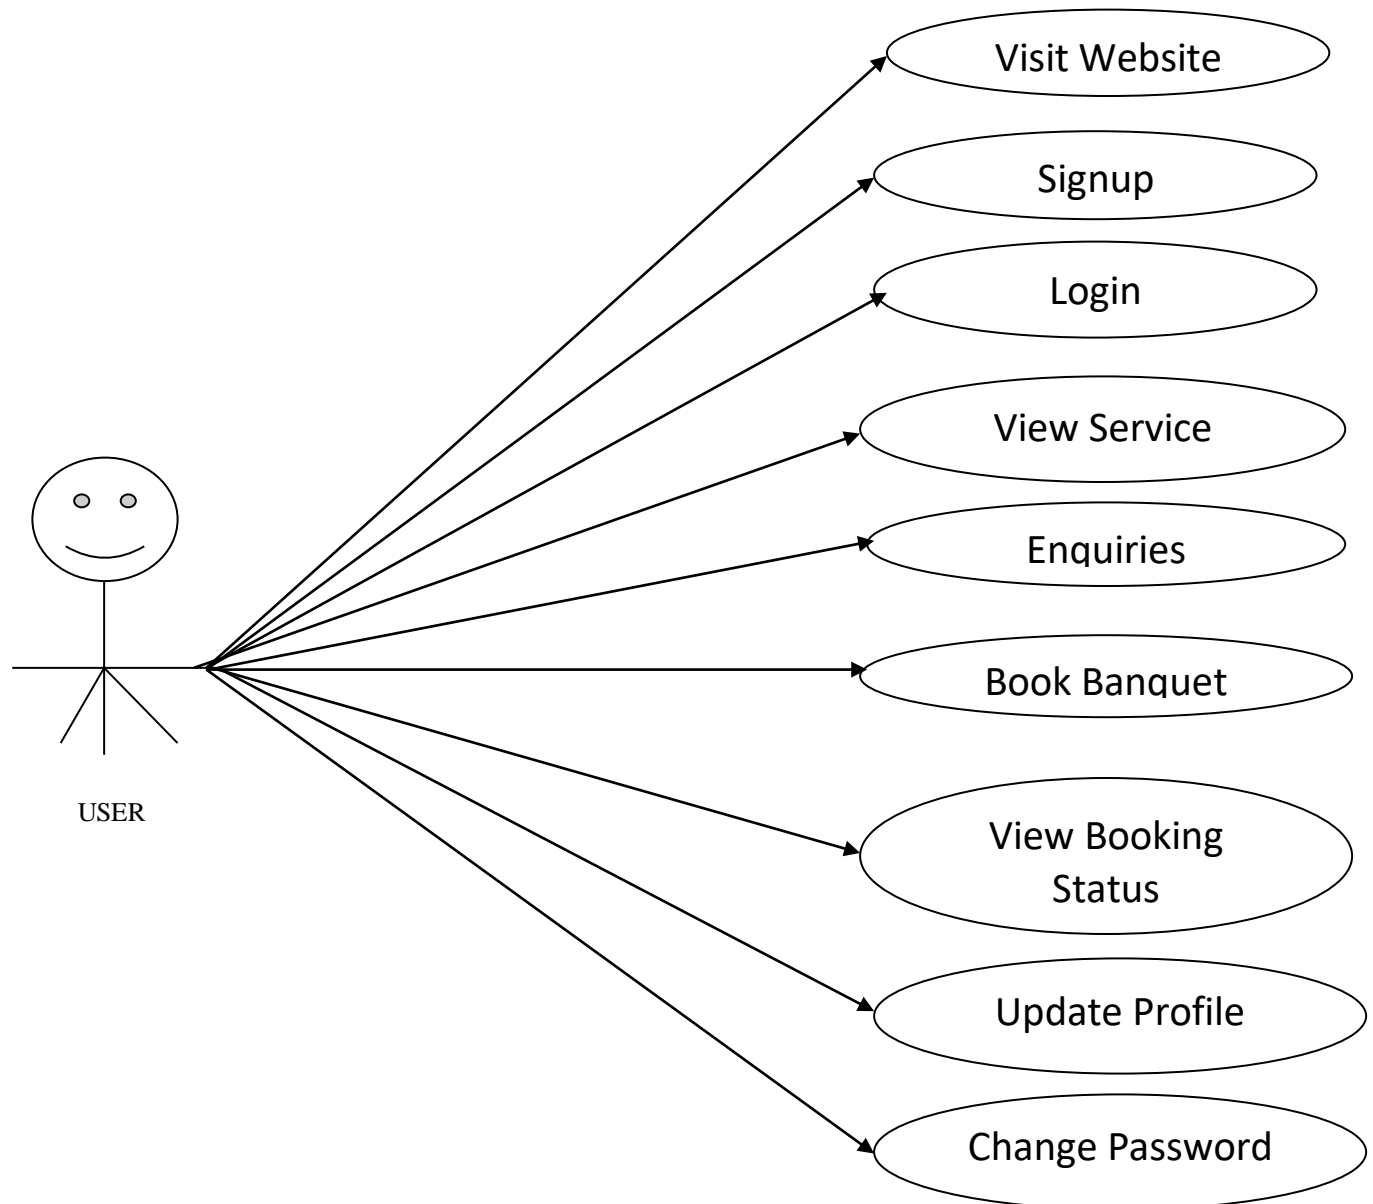 Visit Website
Signup
Login
View Service
Enquiries
Book Banquet
USER
View Booking
Status
Update Profile
Change Password